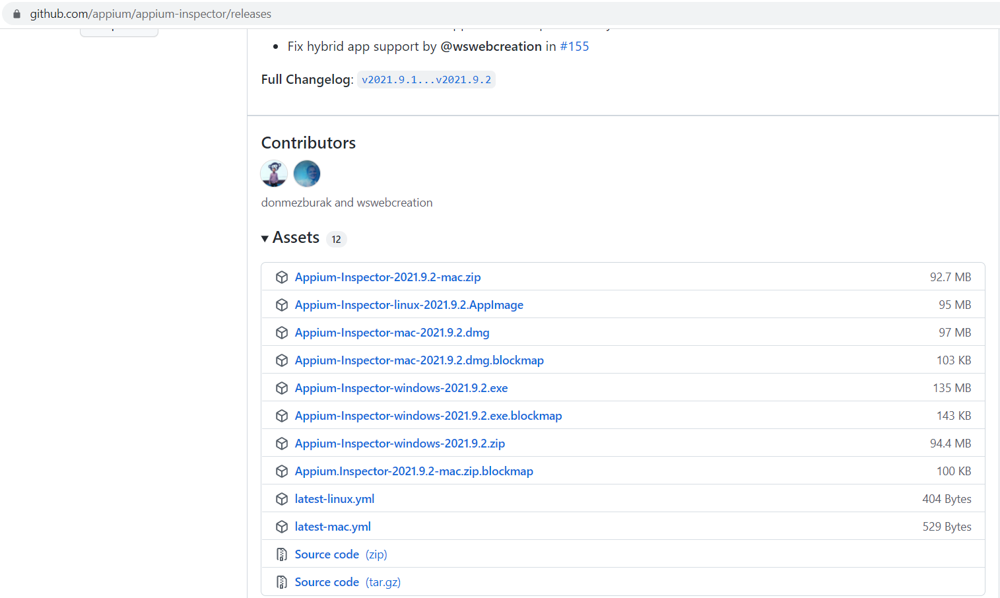 github.com/appium/appium-inspector/releases
Fix hybrid app support by @wswebcreation in #155
Full Changelog: v2021.9.1...v2021.9.2
Contributors
donmezburak and wswebcreation
Assets 12
Appium-Inspector-2021.9.2-mac.zip 92.7 MB
Appium-Inspector-linux-2021.9.2.AppImage 95 MB
Appium-Inspector-mac-2021.9.2.dmg 97 MB
Appium-Inspector-mac-2021.9.2.dmg.blockmap 103 KB
Appium-Inspector-windows-2021.9.2.exe 135 MB
Appium-Inspector-windows-2021.9.2.exe.blockmap 143 KB
Appium-Inspector-windows-2021.9.2.zip 94.4 MB
Appium.Inspector-2021.9.2-mac.zip.blockmap 100 KB
latest-linux.yml 404 Bytes
latest-mac.yml 529 Bytes
Source code (zip)
Source code (tar.gz)